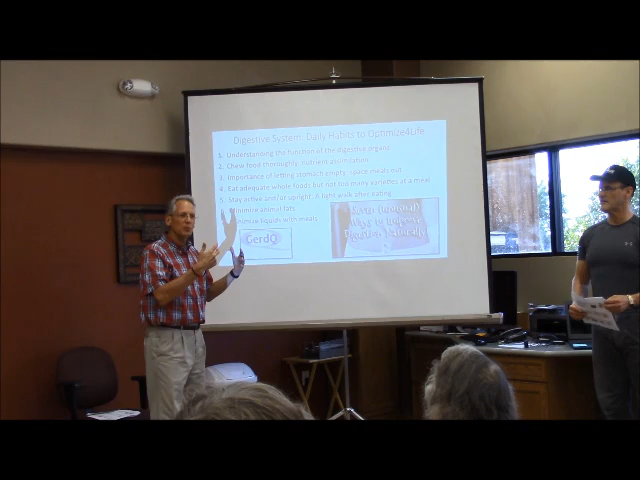 Digestive System: Daily Habits to Optimize4Life
1. Understanding the function of the digestive organs
2. Chew food thoroughly: nutrient assimilation
3. Importance of letting stomach empty: space meals out
4. Eat adequate whole foods but not too many varieties at a meal
5. Stay active and/or upright: A light walk after eating
Minimize animal fats
Minimize liquids with meals
GerdQ
Seven
Ways to Improve
Digestion Naturally